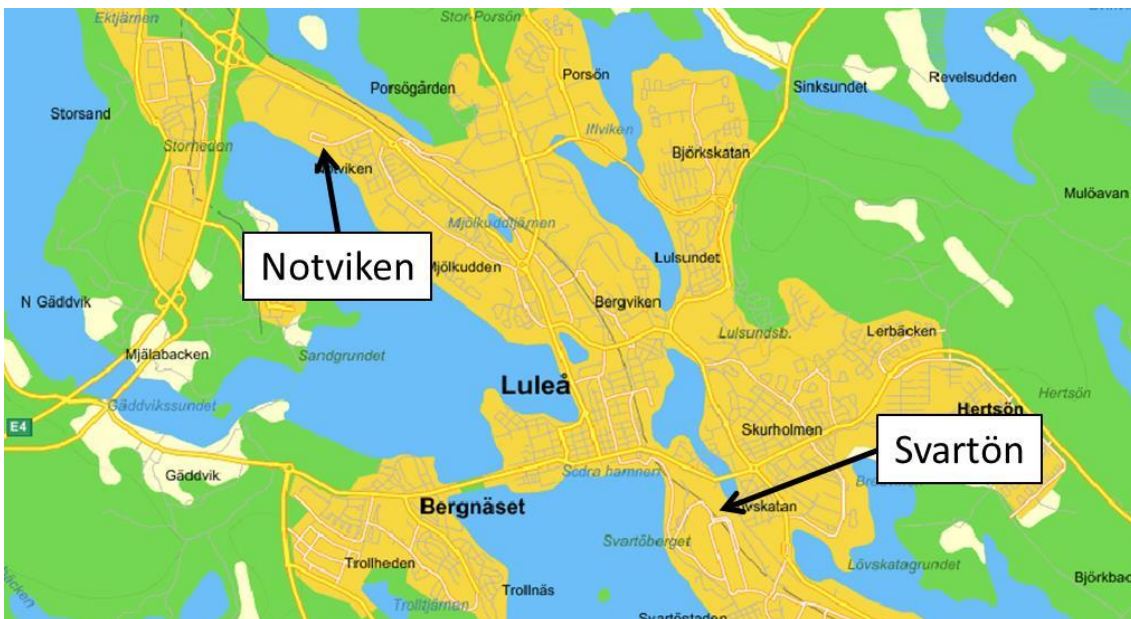 Ektjärnen
Stor-Porsön
Porsögården
Porsön
Sinksundet
Revelsudden
Storsand
Storheden
Ifiviken
Björkskatan
Notviken
Mulöavan
Mjölkuddtjärnen
Notviken
Mjölkudden
Lulsundet
N Gäddvik
Bergviken
Lulsundsb.
Lerbäcken
Mjälabacken
Sandgrundet
Luleå
Hertsön
Gäddvikssundet
Hertsön
E4
Skurholmen
Svartön
Gäddvik
Södra hamnen
Bergnäset
Lövskatan
Svartöberget
Trollheden
Lövskatagrundet
Björkbac
Trollnäs
Trolltjärnen
Svartöstaden